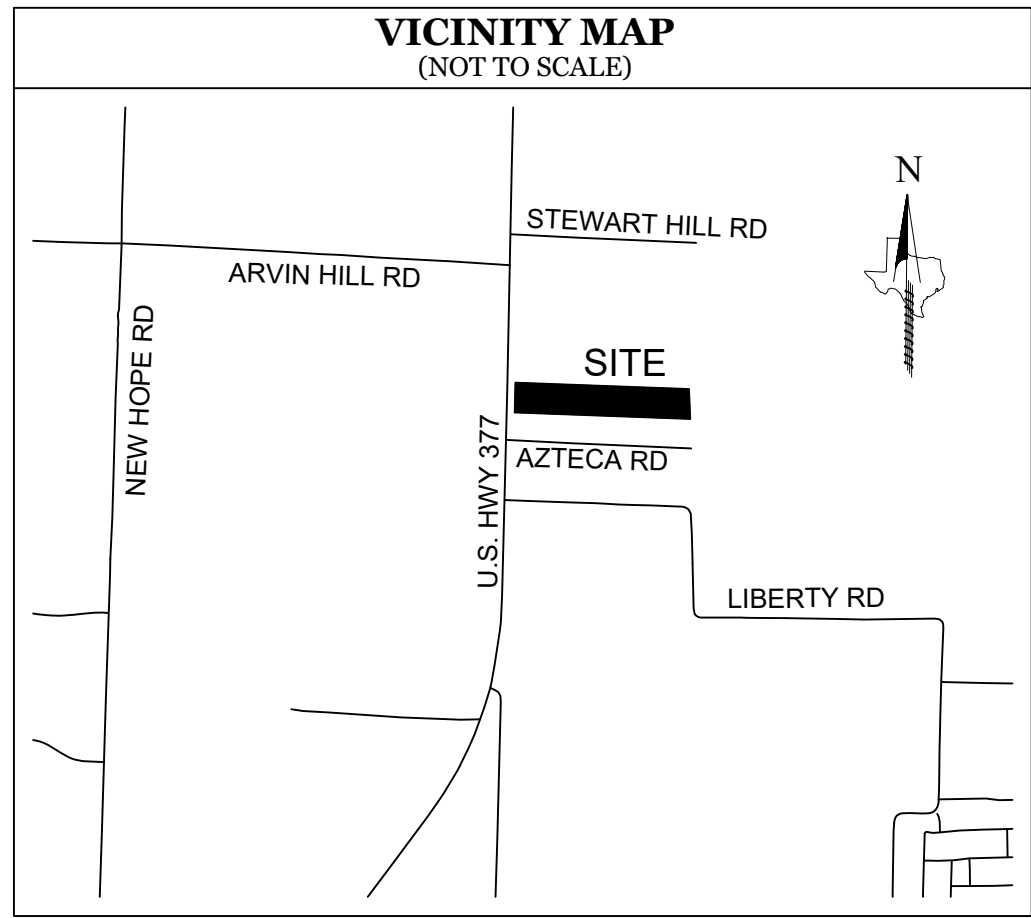 VICINITY MAP
(NOT TO SCALE)
N
STEWART HILL RD
ARVIN HILL RD
NEW HOPE RD
SITE
U.S. HWY 377
AZTECA RD
LIBERTY RD